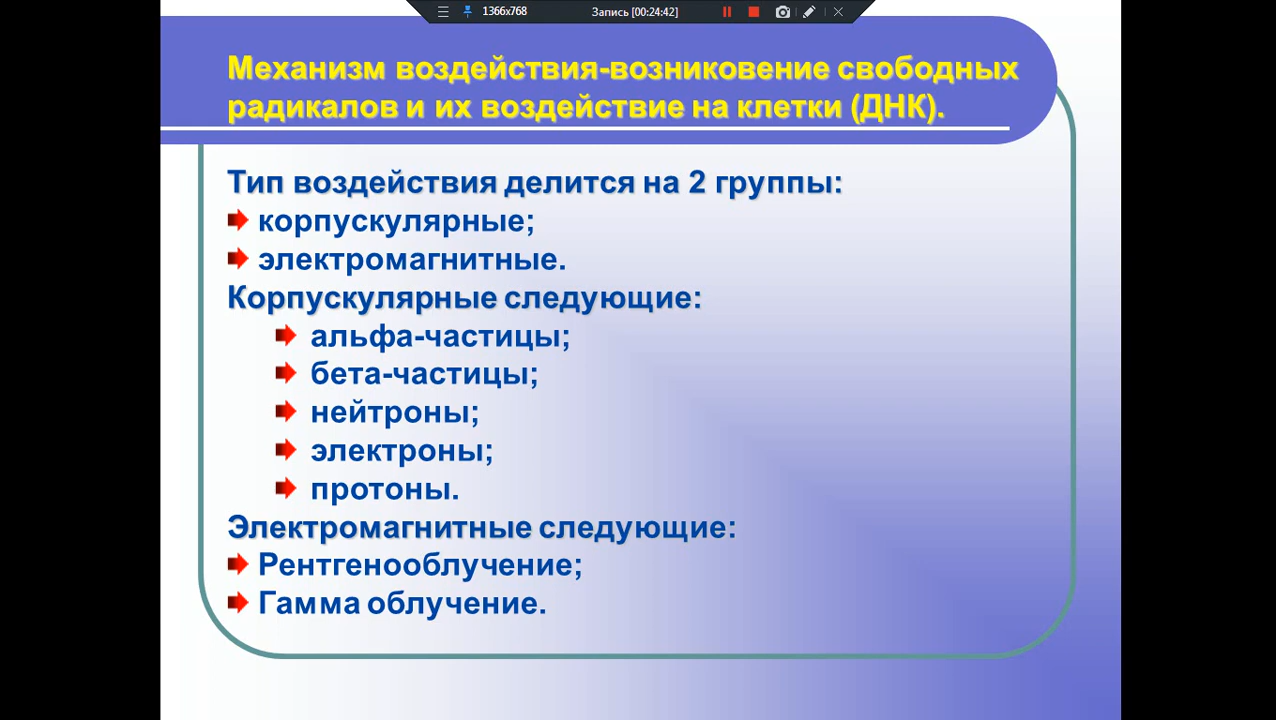 1366x768 Запись [00:24:42]
Механизм воздействия-возниковение свободных
радикалов и их воздействие на клетки (ДНК).
Тип воздействия делится на 2 группы:
корпускулярные;
электромагнитные.
Корпускулярные следующие:
альфа-частицы;
бета-частицы;
нейтроны;
электроны;
протоны.
Электромагнитные следующие:
Рентгенооблучение;
Гамма облучение.